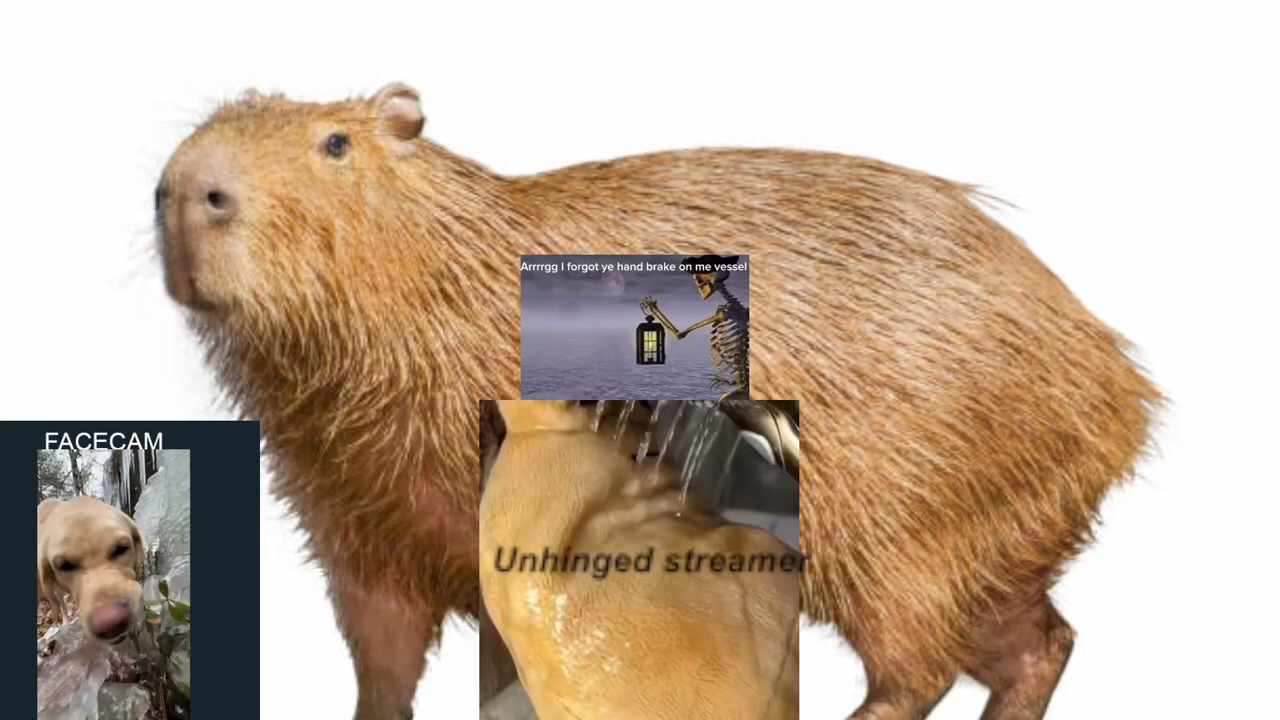 Arrrrgg I forgot ye hand brake on me vessel
FACECAM
Unhinged streamer